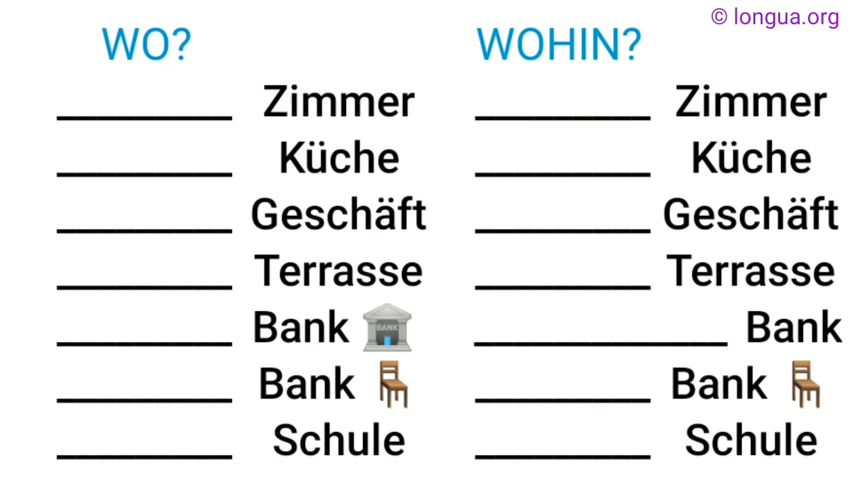 © longua.org
WO? WOHIN?
_________ Zimmer _________ Zimmer
_________ Küche _________ Küche
_________ Geschäft _________ Geschäft
_________ Terrasse _________ Terrasse
_________ Bank BANK _____________ Bank
_________ Bank _________ Bank
_________ Schule _________ Schule